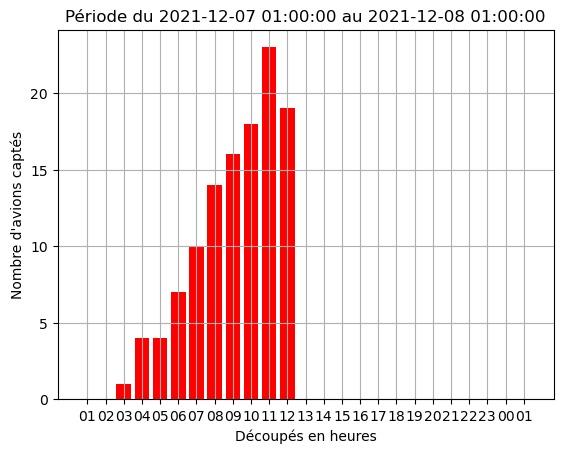 Période du 2021-12-07 01:00:00 au 2021-12-08 01:00:00
Nombre d'avions captés
20
15
10
5
0
01 02 03 04 05 06 07 08 09 10 11 12 13 14 15 16 17 18 19 20 21 22 23 00 01
Découpés en heures